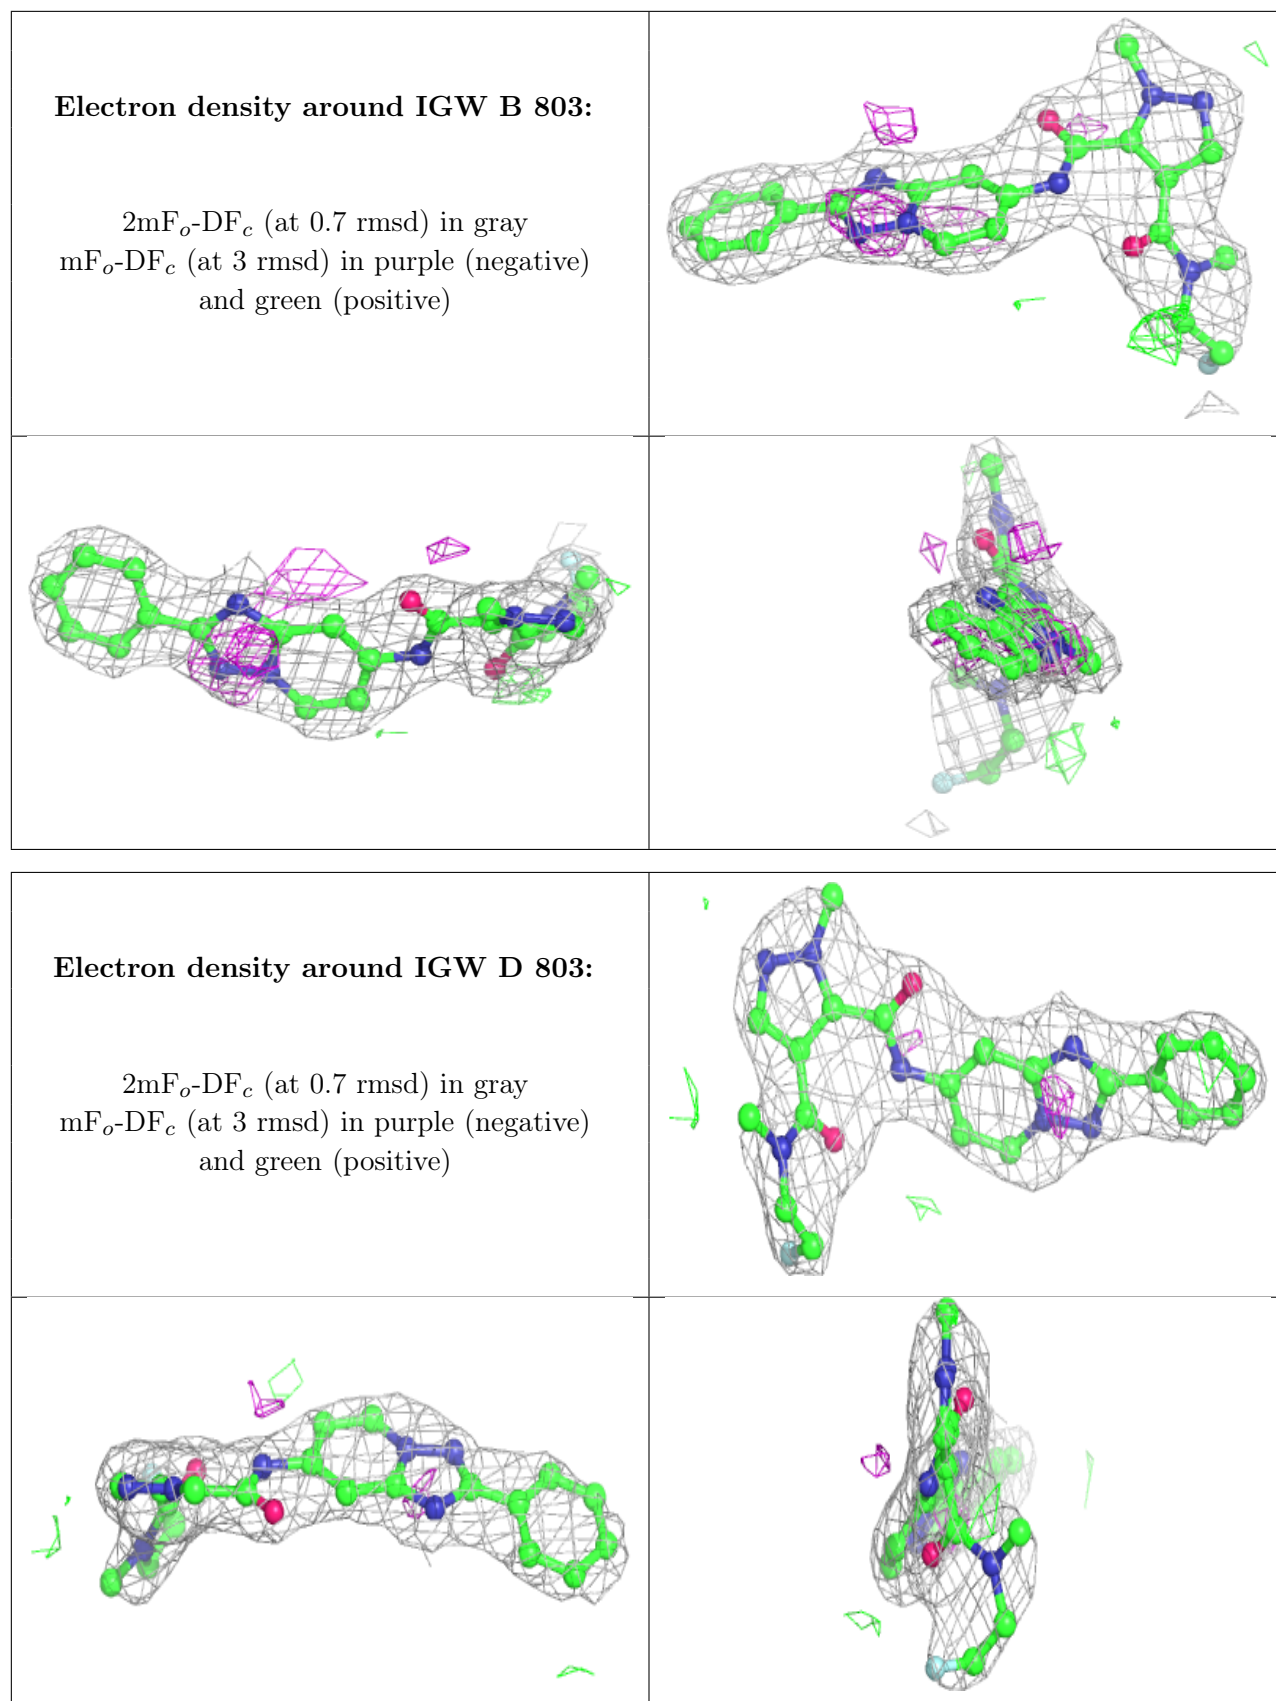 Electron density around IGW B 803:
2mFo-DFc (at 0.7 rmsd) in gray
mFo-DFc (at 3 rmsd) in purple (negative)
and green (positive)
Electron density around IGW D 803:
2mFo-DFc (at 0.7 rmsd) in gray
mFo-DFc (at 3 rmsd) in purple (negative)
and green (positive)